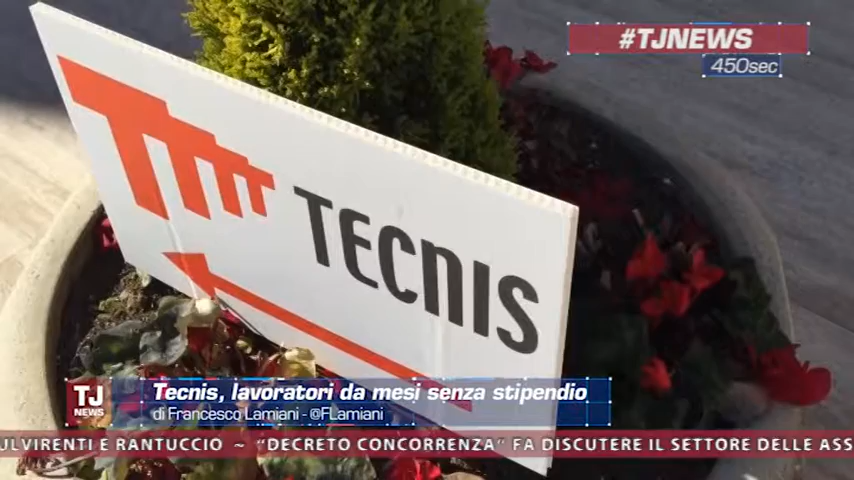 #TJNEWS
450sec
TECNIS
TJ
NEWS
Tecnis, lavoratori da mesi senza stipendio
di Francesco Lamiani - @FLamiani
ULVIRENTI E RANTUCCIO ~ “DECRETO CONCORRENZA“ FA DISCUTERE IL SETTORE DELLE ASS